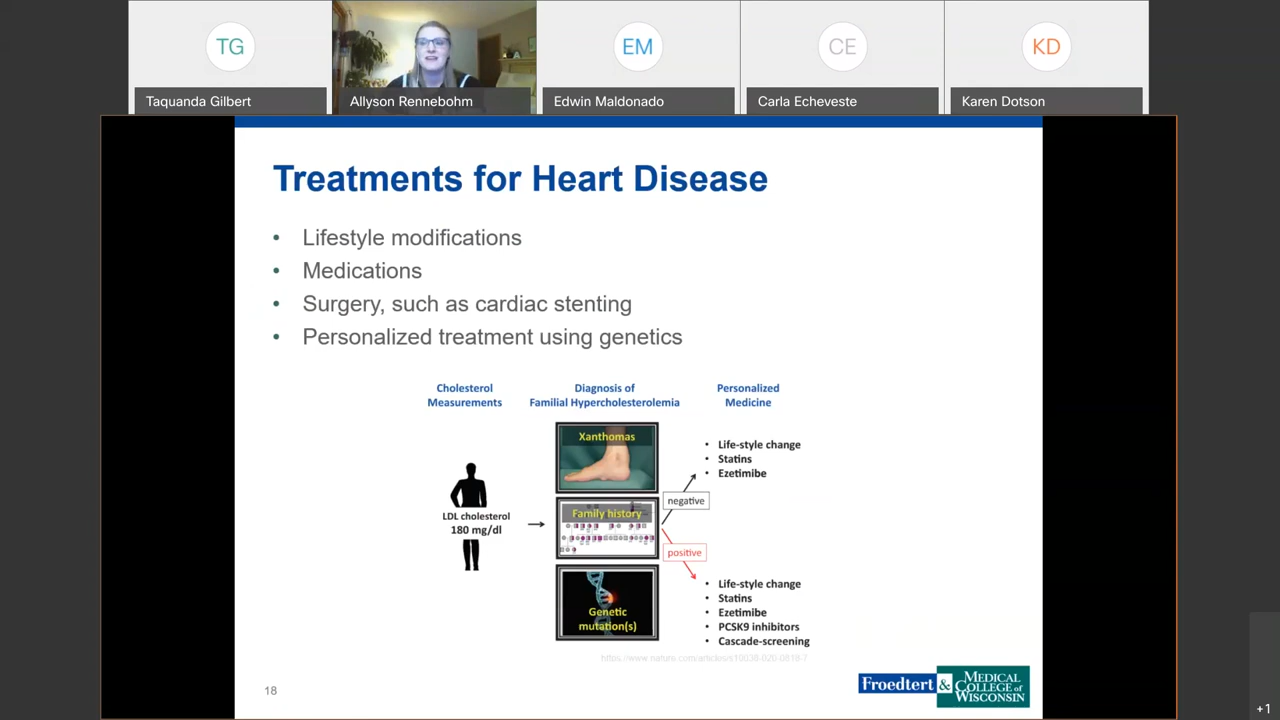 TG
EM
CE
KD
Taquanda Gilbert
Allyson Rennebohm
Edwin Maldonado
Carla Echeveste
Karen Dotson
Treatments for Heart Disease
• Lifestyle modifications
• Medications
• Surgery, such as cardiac stenting
• Personalized treatment using genetics
Cholesterol
Measurements
Diagnosis of
Familial Hypercholesterolemia
Personalized
Medicine
LDL cholesterol
180 mg/dl
Xanthomas
Family history
Genetic
mutation(s)
negative
positive
• Life-style change
• Statins
• Ezetimibe
• Life-style change
• Statins
• Ezetimibe
• PCSK9 inhibitors
• Cascade-screening
18
Froedtert &
MEDICAL
COLLEGE of
WISCONSIN
+1